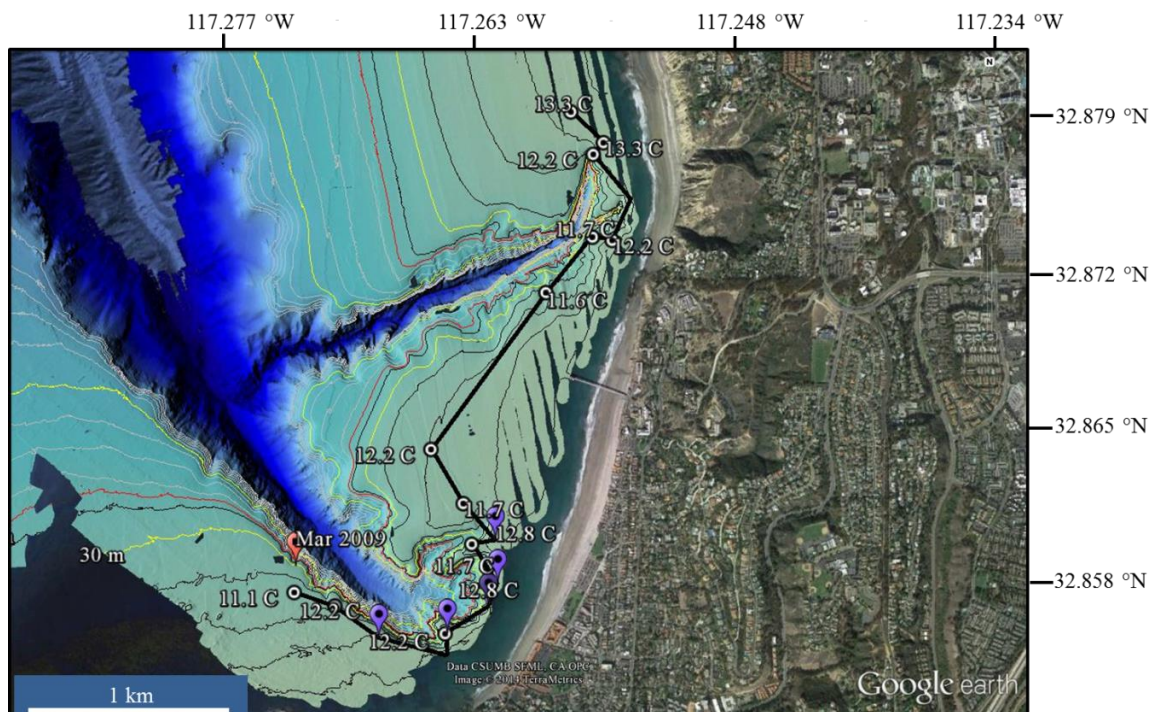 117.277 °W
117.263 °W
117.248 °W
117.234 °W
N
13.3 C
32.879 °N
12.2 C
13.3 C
11.7 C
12.2 C
32.872 °N
11.6 C
32.865 °N
12.2 C
11.7 C
12.8 C
Mar 2009
30 m
11.7 C
32.858 °N
12.8 C
11.1 C
12.2 C
12.2 C
Data CSUMB SFML, CA OPC
Image © 2014 TerraMetrics
Google earth
1 km